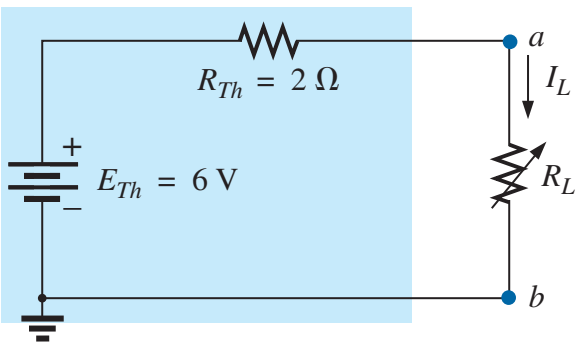 a
R_Th = 2 Ω
I_L
+
E_Th = 6 V
R_L
–
b